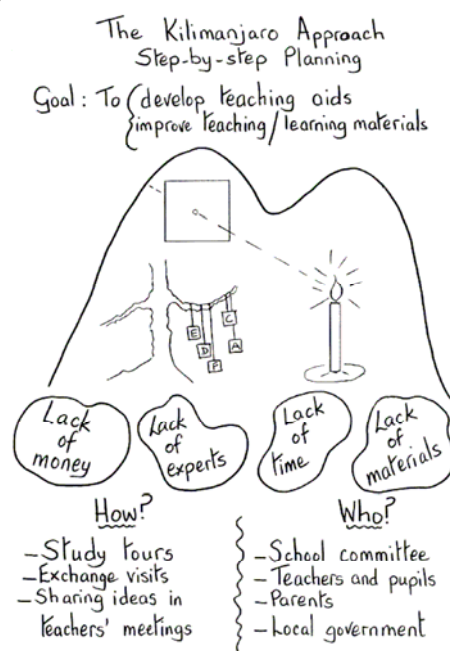 The Kilimanjaro Approach
Step-by-step Planning
Goal: To { develop teaching aids
improve teaching/learning materials
E
D
F
C
A
Lack
of
money
Lack
of
experts
Lack
of
time
Lack
of
materials
How?
- Study tours
- Exchange visits
- Sharing ideas in
teachers' meetings
Who?
- School committee
- Teachers and pupils
- Parents
- Local government